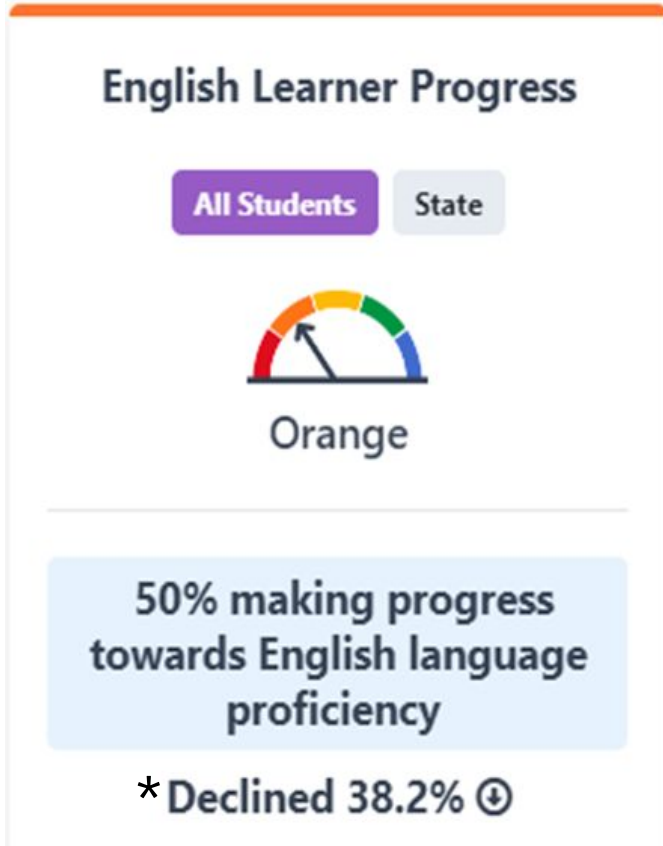 English Learner Progress
All Students State
Orange
50% making progress
towards English language
proficiency
*Declined 38.2%